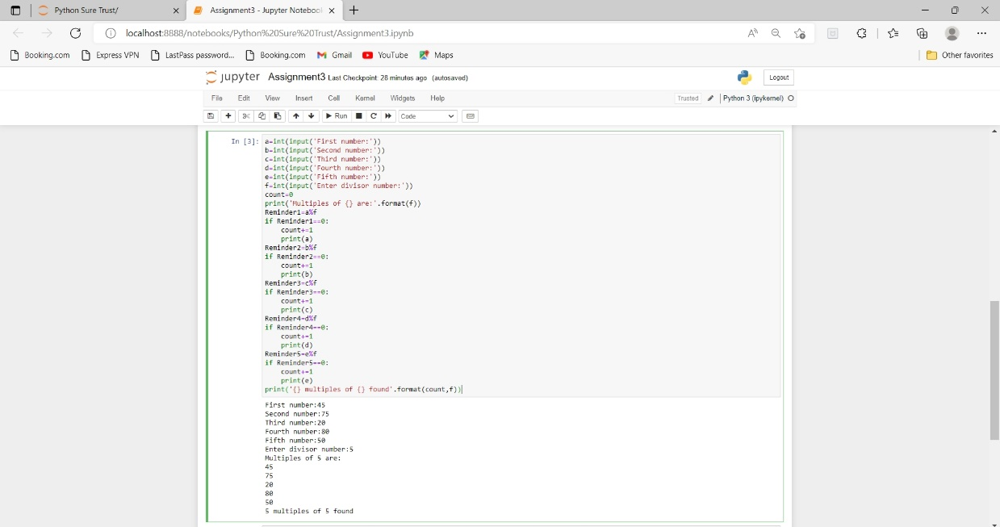 Python Sure Trust/
Assignment3 - Jupyter Notebook
localhost:8888/notebooks/Python%20Sure%20Trust/Assignment3.ipynb
Booking.com Express VPN LastPass password... Booking.com Gmail YouTube Maps Other favorites
jupyter Assignment3 Last Checkpoint: 28 minutes ago (autosaved) Logout
File Edit View Insert Cell Kernel Widgets Help Trusted Python 3 (ipykernel)
Run Code
In [3]: a=int(input('First number:'))
b=int(input('Second number:'))
c=int(input('Third number:'))
d=int(input('Fourth number:'))
e=int(input('Fifth number:'))
f=int(input('Enter divisor number:'))
count=0
print('Multiples of {} are:'.format(f))
Reminder1=a%f
if Reminder1==0:
    count+=1
    print(a)
Reminder2=b%f
if Reminder2==0:
    count+=1
    print(b)
Reminder3=c%f
if Reminder3==0:
    count+=1
    print(c)
Reminder4=d%f
if Reminder4==0:
    count+=1
    print(d)
Reminder5=e%f
if Reminder5==0:
    count+=1
    print(e)
print('{} multiples of {} found'.format(count,f))
First number:45
Second number:75
Third number:20
Fourth number:80
Fifth number:50
Enter divisor number:5
Multiples of 5 are:
45
75
20
80
50
5 multiples of 5 found